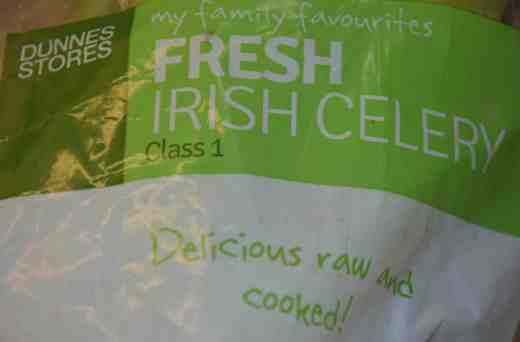 DUNNES
STORES
my family favourites
FRESH
IRISH CELERY
Class 1
Delicious raw and
cooked!